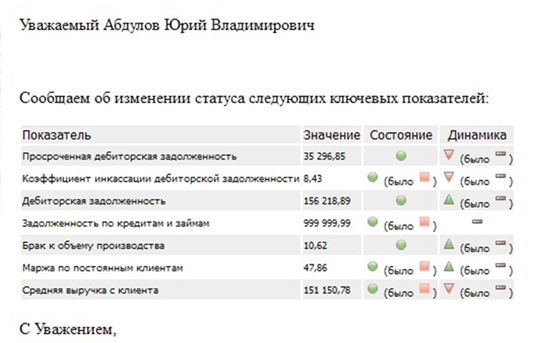 Уважаемый Абдулов Юрий Владимирович
Сообщаем об изменении статуса следующих ключевых показателей:
Показатель Значение Состояние Динамика
Просроченная дебиторская задолженность 35 296,85 (было )
Коэффициент инкассации дебиторской задолженности 8,43 (было ) (было )
Дебиторская задолженность 156 218,89 (было )
Задолженность по кредитам и займам 999 999,99 (было )
Брак к объему производства 10,62 (было )
Маржа по постоянным клиентам 47,86 (было ) (было )
Средняя выручка с клиента 151 150,78 (было ) (было )
С Уважением,